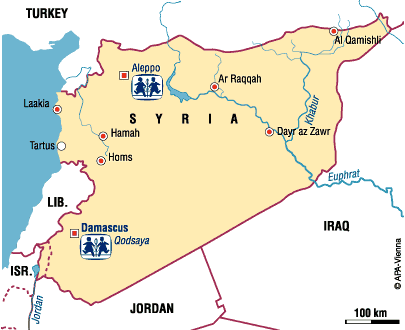 TURKEY
Al Qamishli
Aleppo
Ar Raqqah
Laakia
Khabur
SYRIA
Hamah
Dayr az Zawr
Tartus
Homs
Euphrat
LIB.
Damascus
Qodsaya
IRAQ
ISR.
Jordan
JORDAN
100 km
© APA-Vienna